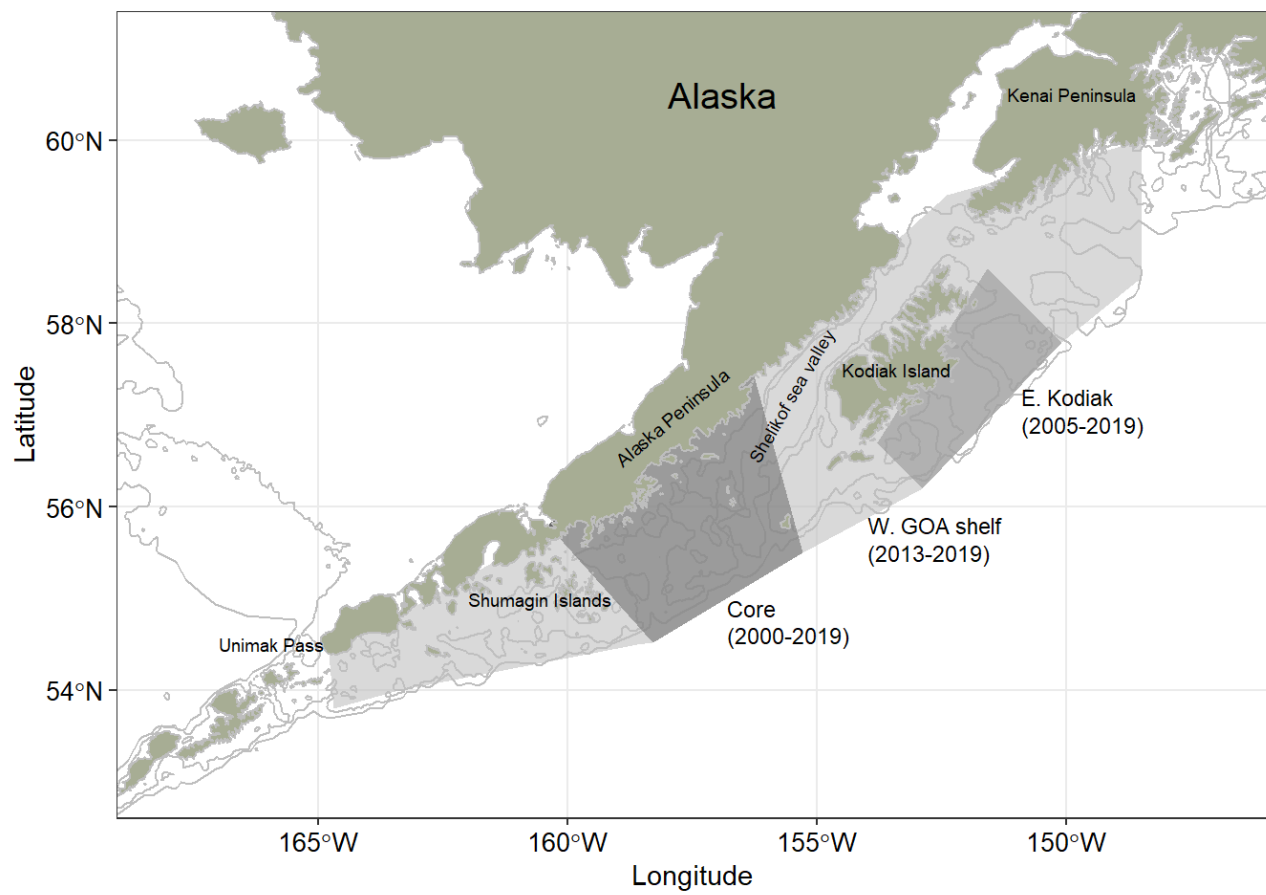 Alaska
Kenai Peninsula
60°N
58°N
Shelikof sea valley
Kodiak Island
Alaska Peninsula
E. Kodiak
(2005-2019)
56°N
W. GOA shelf
(2013-2019)
Shumagin Islands
Core
(2000-2019)
Unimak Pass
54°N
165°W
160°W
155°W
150°W
Longitude
Latitude